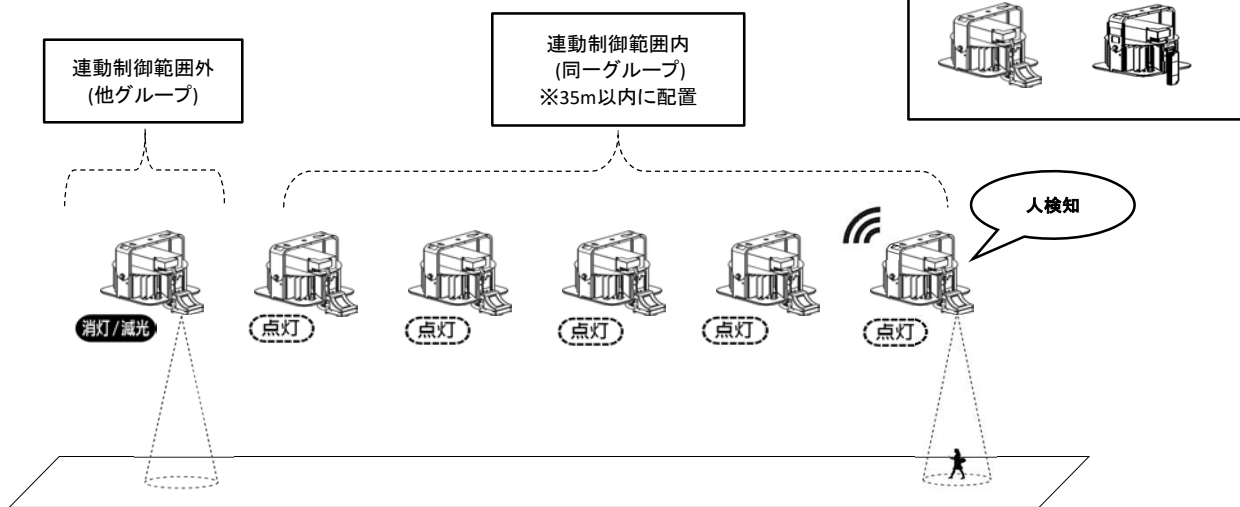 連動制御範囲外
(他グループ)
連動制御範囲内
(同一グループ)
※35m以内に配置
人検知
消灯/減光
点灯
点灯
点灯
点灯
点灯